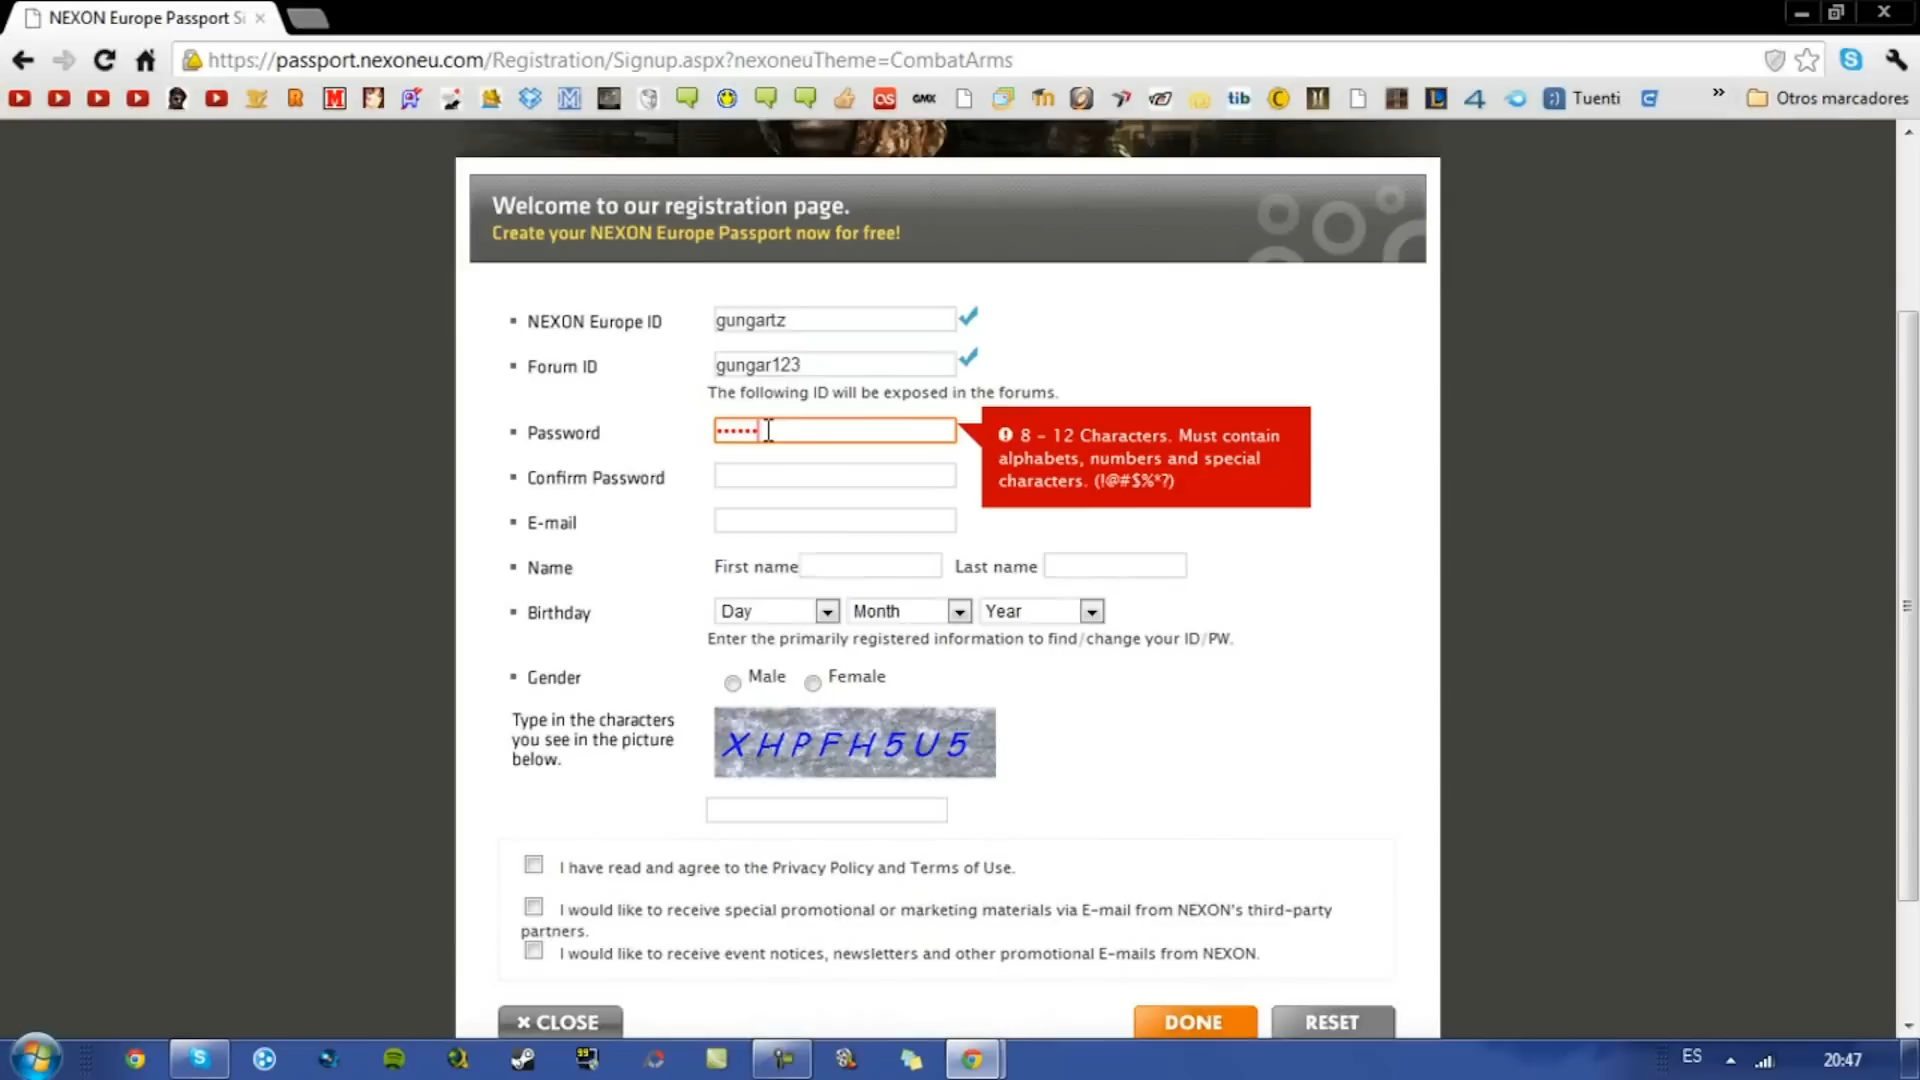 NEXON Europe Passport Si
https://passport.nexoneu.com/Registration/Signup.aspx?nexoneuTheme=CombatArms
GMX
tib
Tuenti
»
Otros marcadores
Welcome to our registration page.
Create your NEXON Europe Passport now for free!
NEXON Europe ID
gungartz
Forum ID
gungar123
The following ID will be exposed in the forums.
Password
••••••
8 - 12 Characters. Must contain
alphabets, numbers and special
characters. (!@#$%*?)
Confirm Password
E-mail
Name
First name
Last name
Birthday
Day
Month
Year
Enter the primarily registered information to find/change your ID/PW.
Gender
Male
Female
Type in the characters
you see in the picture
below.
XHPFH5U5
I have read and agree to the Privacy Policy and Terms of Use.
I would like to receive special promotional or marketing materials via E-mail from NEXON's third-party
partners.
I would like to receive event notices, newsletters and other promotional E-mails from NEXON.
× CLOSE
DONE
RESET
ES
20:47